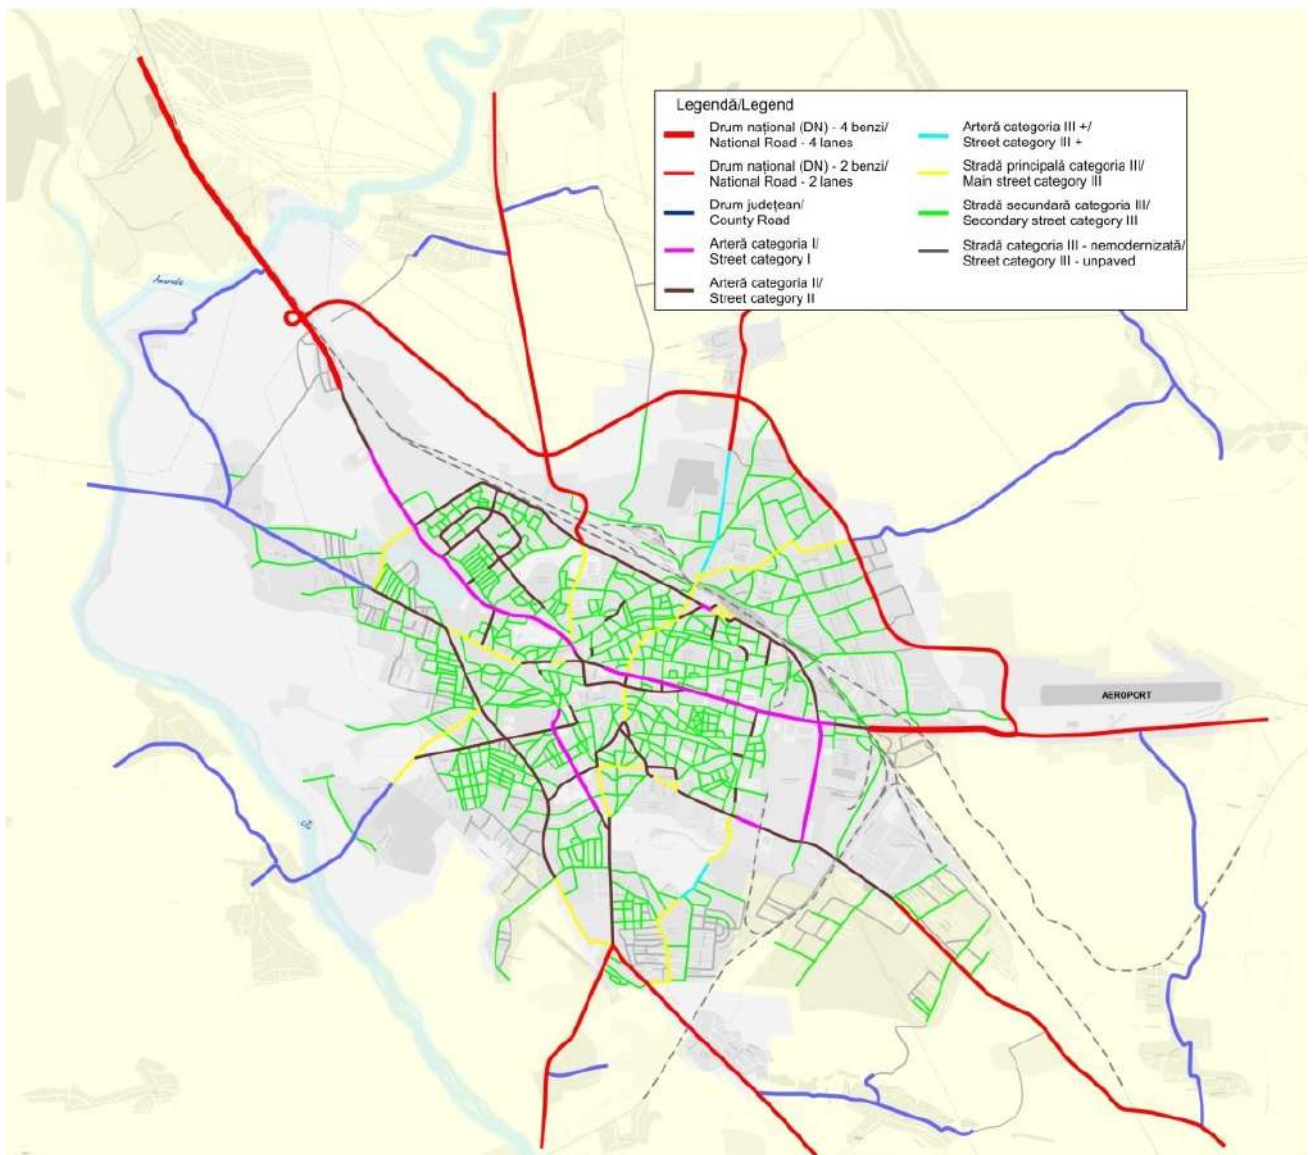 Legendă/Legend
Drum național (DN) - 4 benzi/
National Road - 4 lanes
Drum național (DN) - 2 benzi/
National Road - 2 lanes
Drum județean/
County Road
Arteră categoria I/
Street category I
Arteră categoria II/
Street category II
Arteră categoria III +/
Street category III +
Stradă principală categoria III/
Main street category III
Stradă secundară categoria III/
Secondary street category III
Stradă categoria III - nemodernizată/
Street category III - unpaved
Amaradia
AEROPORT
Jiu